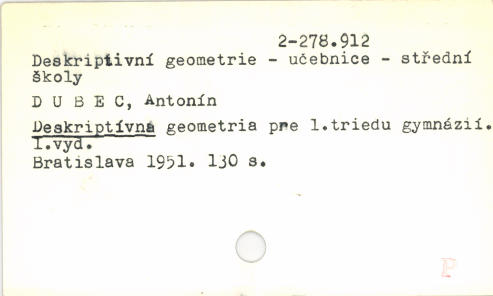 2-278.912
Deskriptivní geometrie - učebnice - střední
školy
D U B E C, Antonín
Deskriptívna geometria pre 1.triedu gymnázií.
I.vyd.
Bratislava 1951. 130 s.
P